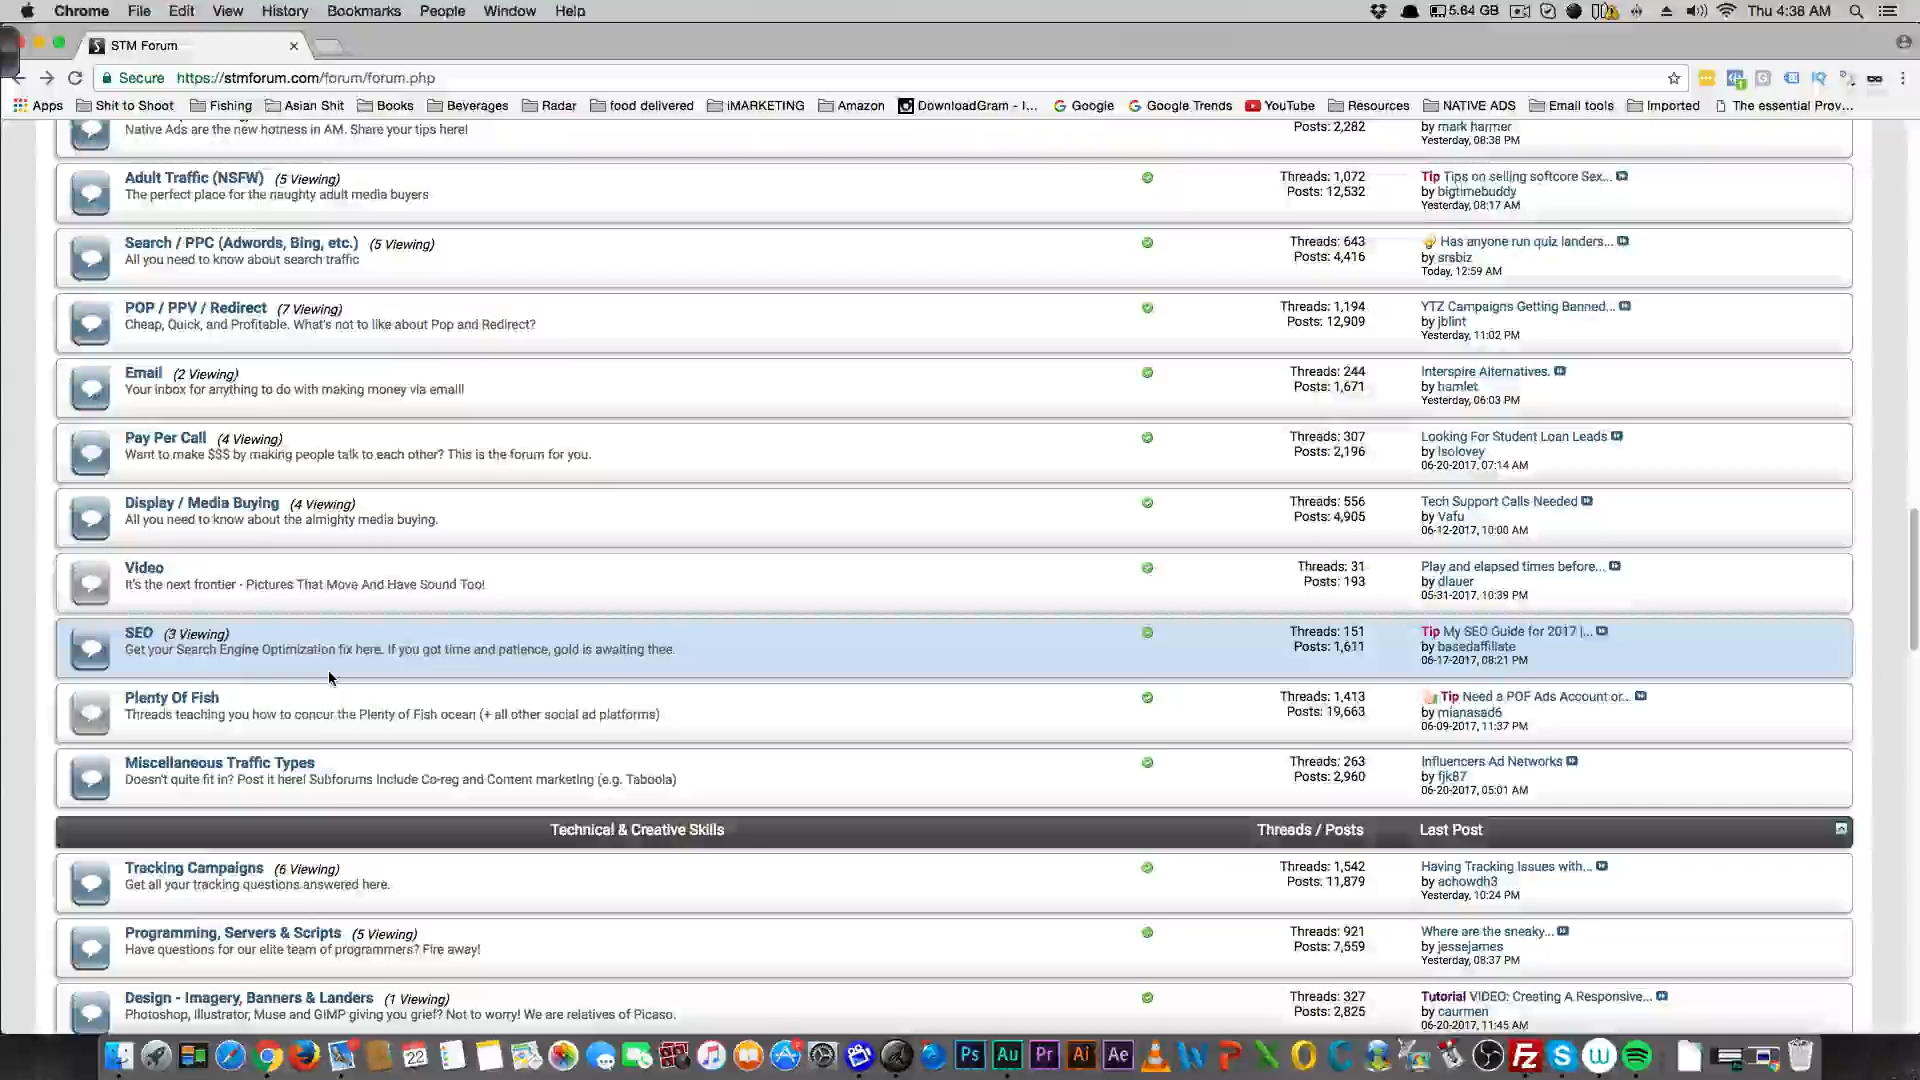 Chrome File Edit View History Bookmarks People Window Help 5.64 GB Thu 4:38 AM
STM Forum
Secure https://stmforum.com/forum/forum.php
Apps Shit to Shoot Fishing Asian Shit Books Beverages Radar food delivered iMARKETING Amazon DownloadGram - I... Google Google Trends YouTube Resources NATIVE ADS Email tools Imported The essential Prov...
Native Ads are the new hotness in AM. Share your tips here!
Posts: 2,282
by mark harmer
Yesterday, 08:38 PM
Adult Traffic (NSFW) (5 Viewing)
The perfect place for the naughty adult media buyers
Threads: 1,072
Posts: 12,532
Tip Tips on selling softcore Sex...
by bigtimebuddy
Yesterday, 08:17 AM
Search / PPC (Adwords, Bing, etc.) (5 Viewing)
All you need to know about search traffic
Threads: 643
Posts: 4,416
Has anyone run quiz landers...
by srsbiz
Today, 12:59 AM
POP / PPV / Redirect (7 Viewing)
Cheap, Quick, and Profitable. What's not to like about Pop and Redirect?
Threads: 1,194
Posts: 12,909
YTZ Campaigns Getting Banned...
by jblint
Yesterday, 11:02 PM
Email (2 Viewing)
Your inbox for anything to do with making money via email!
Threads: 244
Posts: 1,671
Interspire Alternatives.
by hamlet
Yesterday, 06:03 PM
Pay Per Call (4 Viewing)
Want to make $$$ by making people talk to each other? This is the forum for you.
Threads: 307
Posts: 2,196
Looking For Student Loan Leads
by lsolovey
06-20-2017, 07:14 AM
Display / Media Buying (4 Viewing)
All you need to know about the almighty media buying.
Threads: 556
Posts: 4,905
Tech Support Calls Needed
by Vafu
06-12-2017, 10:00 AM
Video
It's the next frontier - Pictures That Move And Have Sound Too!
Threads: 31
Posts: 193
Play and elapsed times before...
by dlauer
05-31-2017, 10:39 PM
SEO (3 Viewing)
Get your Search Engine Optimization fix here. If you got time and patience, gold is awaiting thee.
Threads: 151
Posts: 1,611
Tip My SEO Guide for 2017 |...
by basedaffiliate
06-17-2017, 08:21 PM
Plenty Of Fish
Threads teaching you how to concur the Plenty of Fish ocean (+ all other social ad platforms)
Threads: 1,413
Posts: 19,663
Tip Need a POF Ads Account or...
by mianasad6
06-09-2017, 11:37 PM
Miscellaneous Traffic Types
Doesn't quite fit in? Post it here! Subforums Include Co-reg and Content marketing (e.g. Taboola)
Threads: 263
Posts: 2,960
Influencers Ad Networks
by fjk87
06-20-2017, 05:01 AM
Technical & Creative Skills Threads / Posts Last Post
Tracking Campaigns (6 Viewing)
Get all your tracking questions answered here.
Threads: 1,542
Posts: 11,879
Having Tracking Issues with...
by achowdh3
Yesterday, 10:24 PM
Programming, Servers & Scripts (5 Viewing)
Have questions for our elite team of programmers? Fire away!
Threads: 921
Posts: 7,559
Where are the sneaky...
by jessejames
Yesterday, 08:37 PM
Design - Imagery, Banners & Landers (1 Viewing)
Photoshop, Illustrator, Muse and GIMP giving you grief? Not to worry! We are relatives of Picaso.
Threads: 327
Posts: 2,825
Tutorial VIDEO: Creating A Responsive...
by caurmen
06-20-2017, 11:45 AM
22 Ps Au Pr Ai Ae